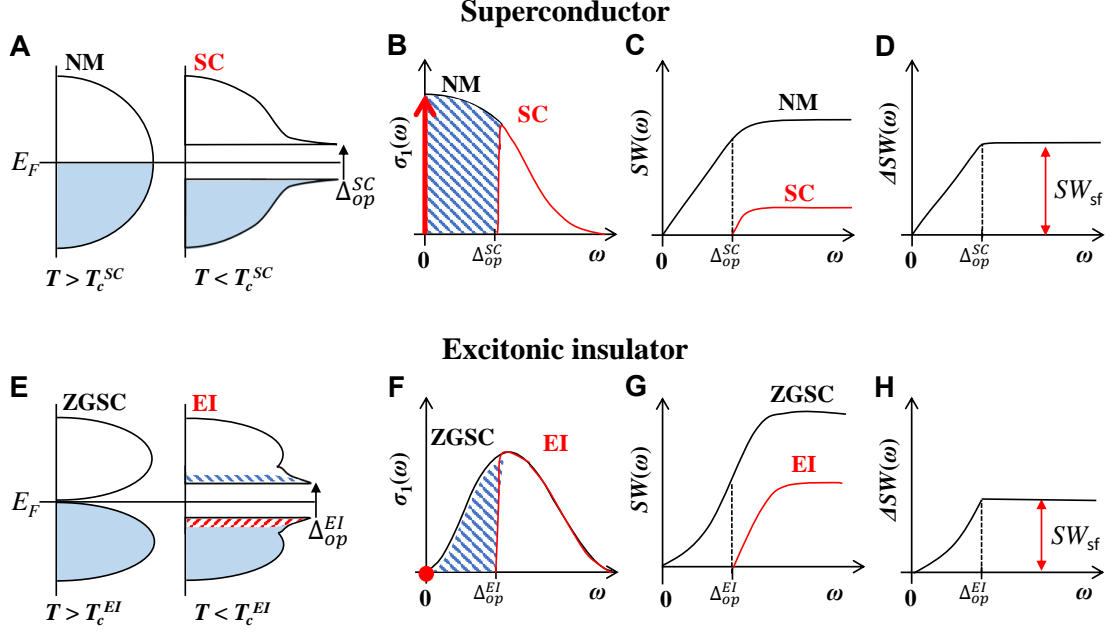 Superconductor
A
NM
SC
E_F
Δ_op^SC
T > T_c^SC
T < T_c^SC
B
NM
SC
σ₁(ω)
0
Δ_op^SC
ω
C
NM
SC
SW(ω)
0
Δ_op^SC
ω
D
ΔSW(ω)
SW_sf
0
Δ_op^SC
ω
Excitonic insulator
E
ZGSC
EI
E_F
Δ_op^EI
T > T_c^EI
T < T_c^EI
F
ZGSC
EI
σ₁(ω)
0
Δ_op^EI
ω
G
ZGSC
EI
SW(ω)
0
Δ_op^EI
ω
H
ΔSW(ω)
SW_sf
0
Δ_op^EI
ω